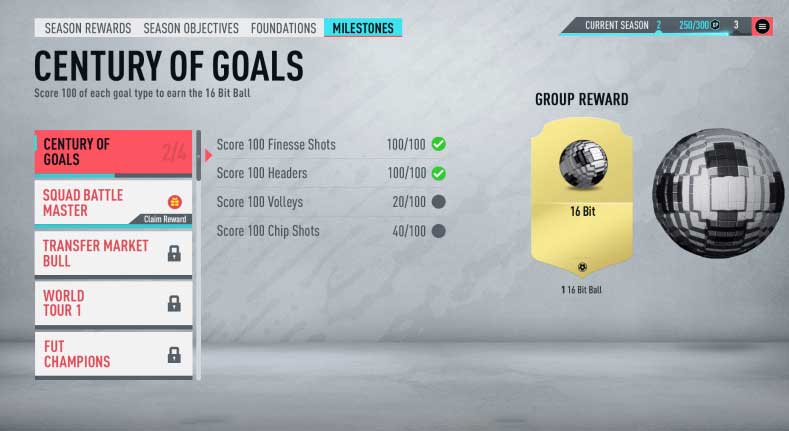 SEASON REWARDS SEASON OBJECTIVES FOUNDATIONS MILESTONES
CURRENT SEASON 2 250/300 SP 3
CENTURY OF GOALS
Score 100 of each goal type to earn the 16 Bit Ball
CENTURY OF
GOALS
2/4
SQUAD BATTLE
MASTER
Claim Reward
TRANSFER MARKET
BULL
WORLD
TOUR 1
FUT
CHAMPIONS
Score 100 Finesse Shots 100/100
Score 100 Headers 100/100
Score 100 Volleys 20/100
Score 100 Chip Shots 40/100
GROUP REWARD
16 Bit
1 16 Bit Ball